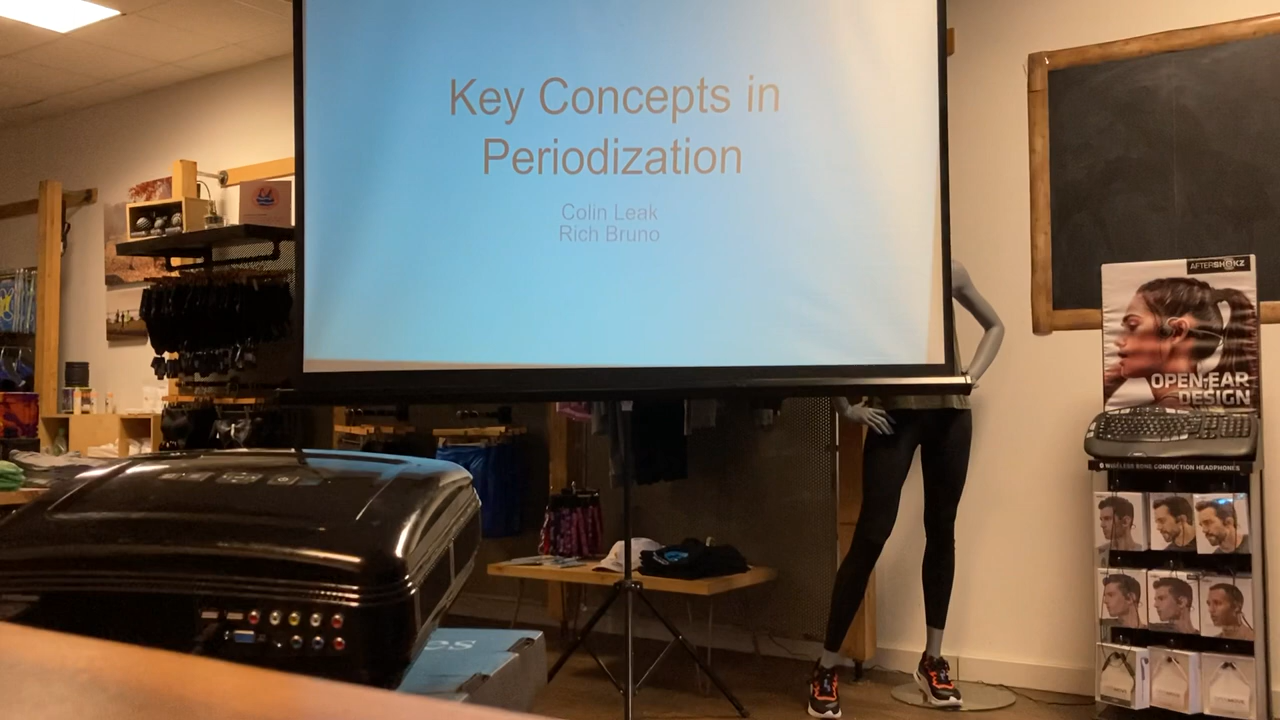 Key Concepts in
Periodization
Colin Leak
Rich Bruno
AFTERSHOKZ
OPEN-EAR
DESIGN
WIRELESS BONE CONDUCTION HEADPHONES